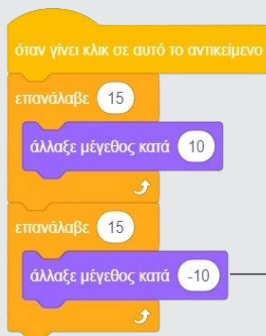 όταν γίνει κλικ σε αυτό το αντικείμενο
επανάλαβε 15
άλλαξε μέγεθος κατά 10
επανάλαβε 15
άλλαξε μέγεθος κατά -10